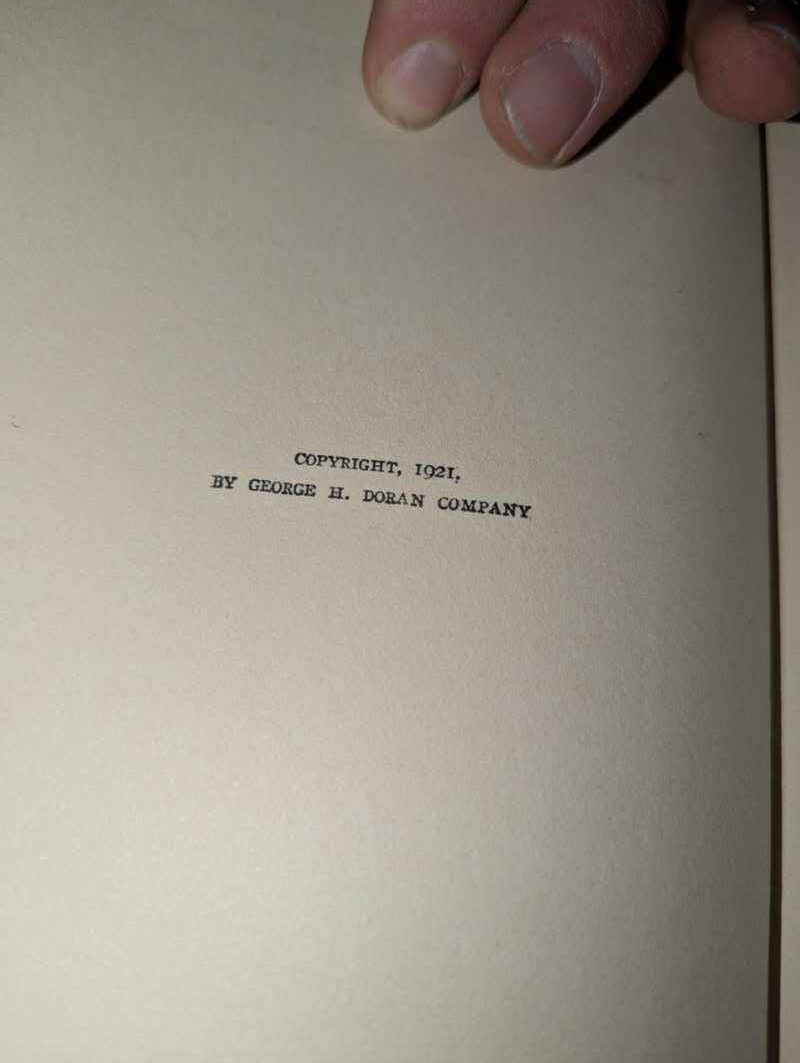 COPYRIGHT, 1921,
BY GEORGE H. DORAN COMPANY